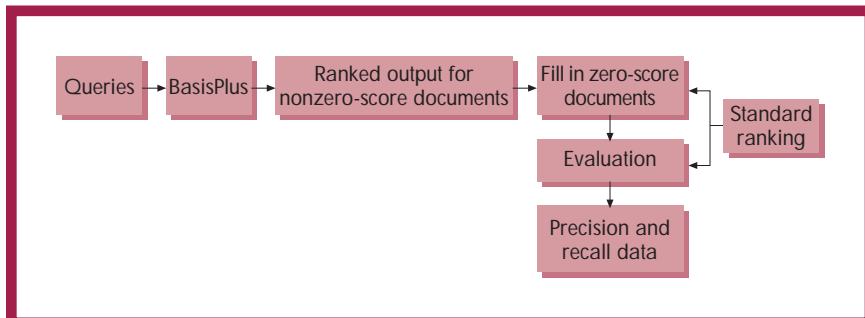 Queries
BasisPlus
Ranked output for
nonzero-score documents
Fill in zero-score
documents
Standard
ranking
Evaluation
Precision and
recall data